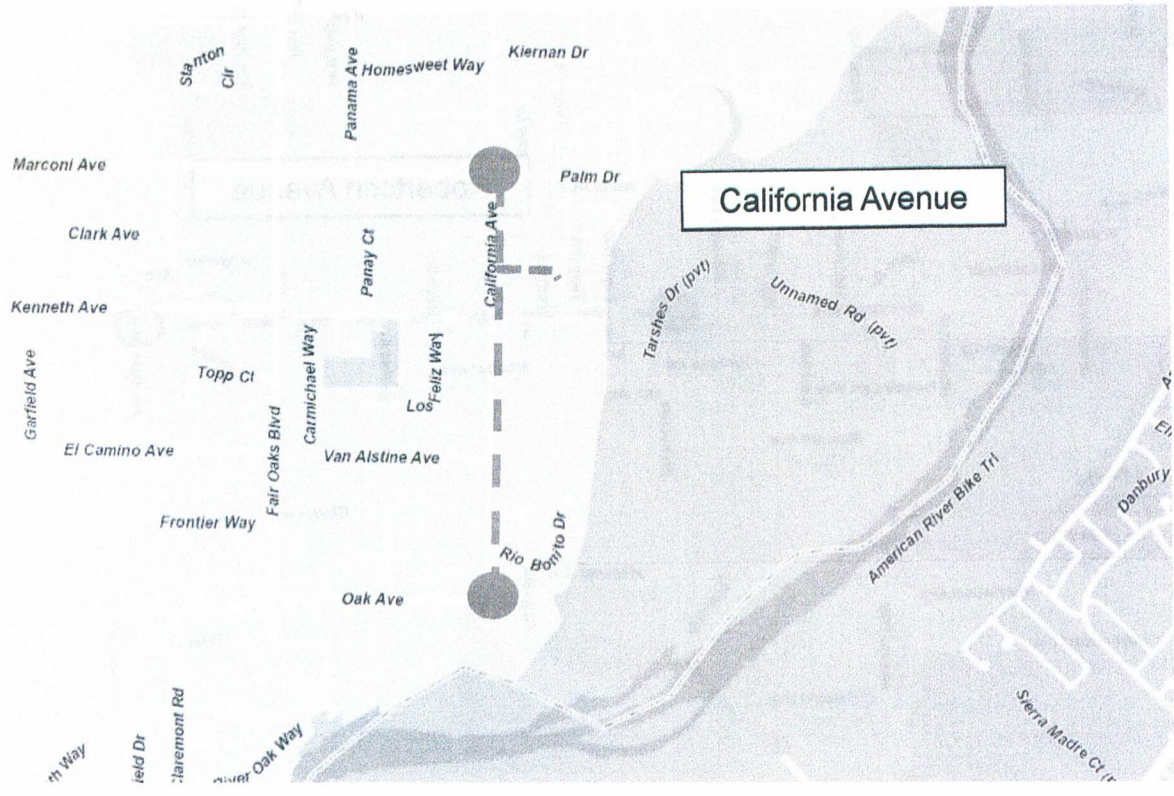 Stanton
Cir
Panama Ave
Homesweet Way
Kiernan Dr
Marconi Ave
Palm Dr
California Avenue
Clark Ave
Panay Ct
California Ave
Kenneth Ave
Tarshes Dr (pvt)
Unnamed Rd (pvt)
Garfield Ave
Topp Ct
Carmichael Way
Los Feliz Way
Fair Oaks Blvd
El Camino Ave
Van Alstine Ave
Frontier Way
Rio Bonito Dr
American River Bike Trl
Danbury
Oak Ave
Sierra Madre Ct
Oak Way